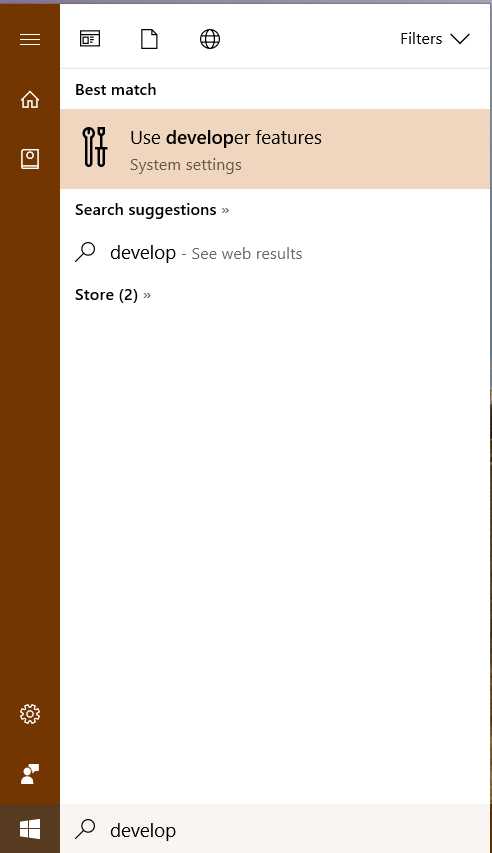 Filters
Best match
Use developer features
System settings
Search suggestions »
develop - See web results
Store (2) »
develop